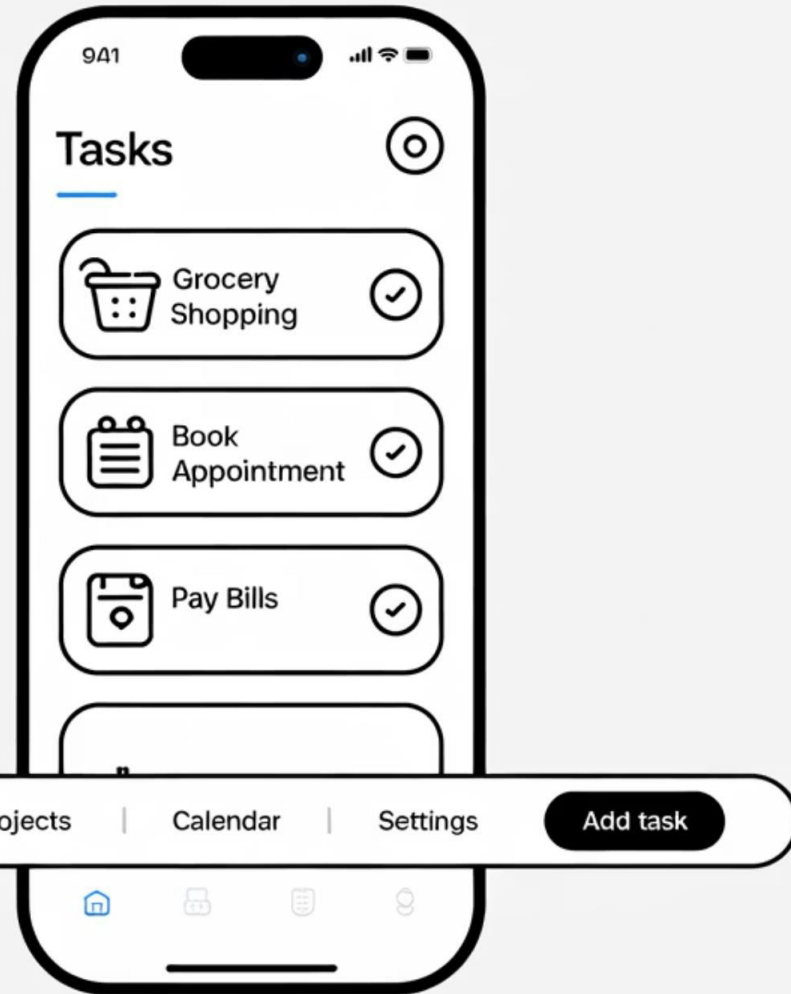 9:41
Tasks
Grocery
Shopping
Book
Appointment
Pay Bills
ojects | Calendar | Settings Add task